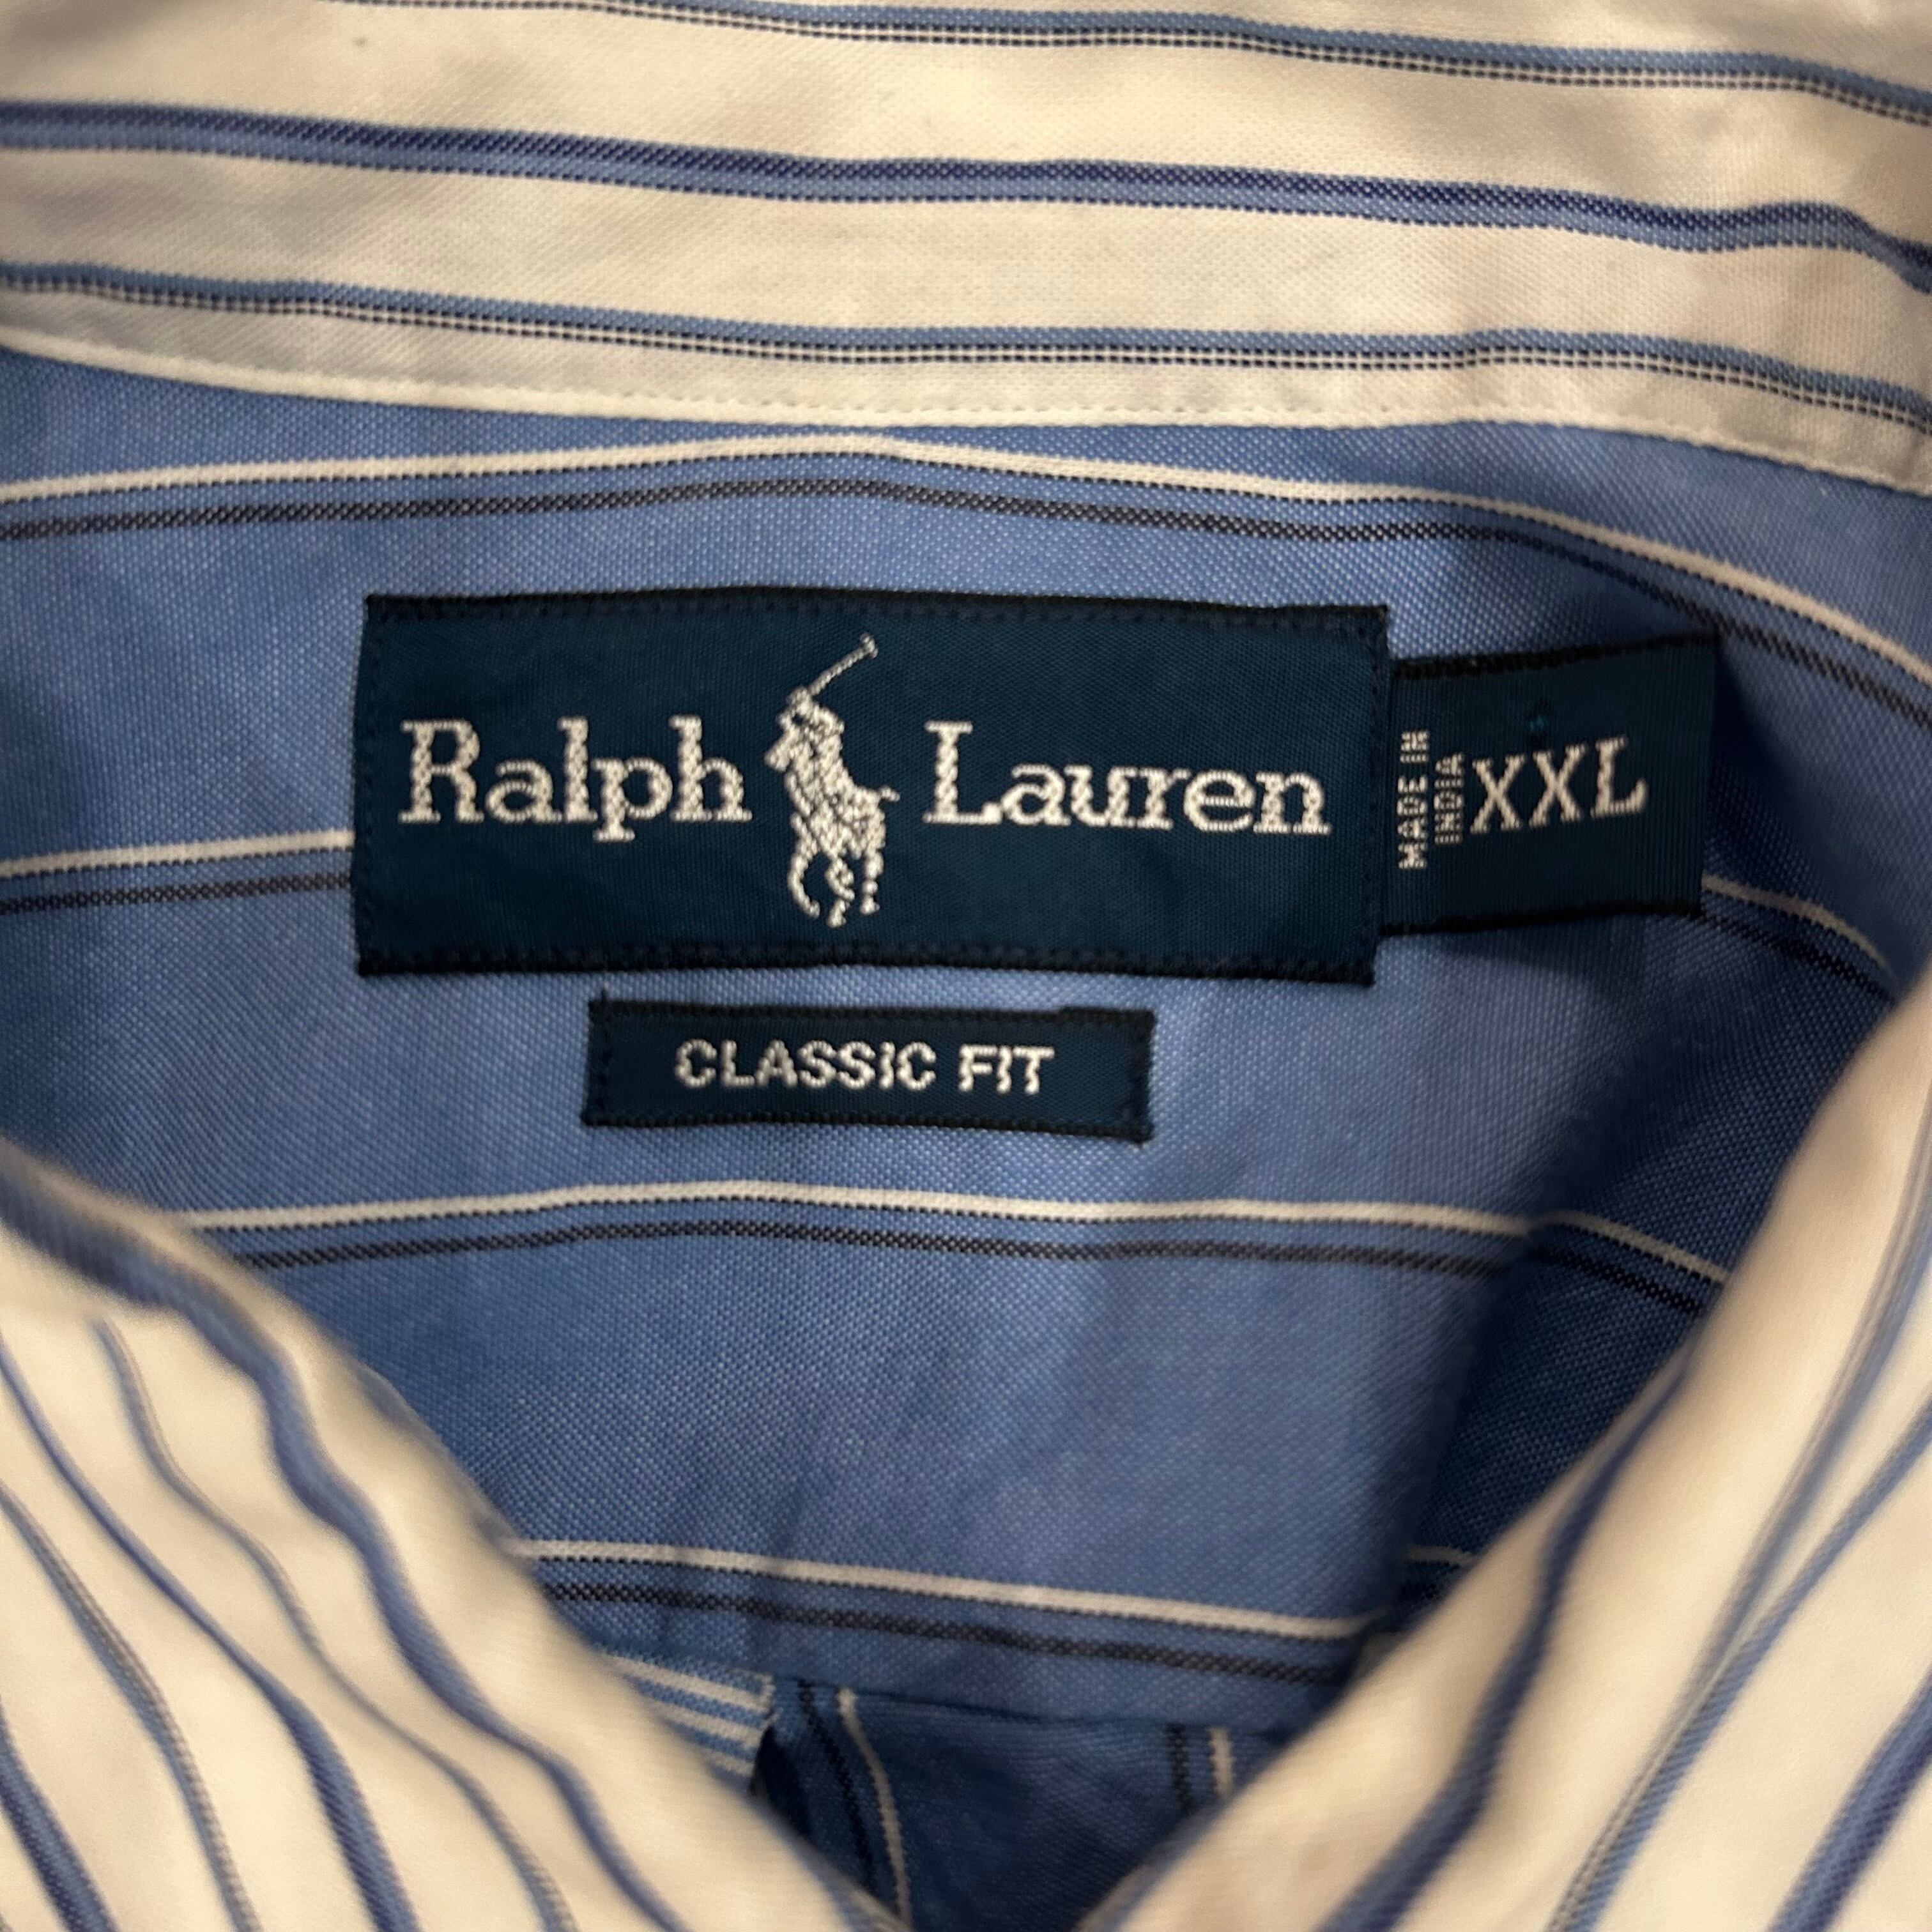 Ralph Lauren
MADE IN
INDIA
XXL
CLASSIC FIT